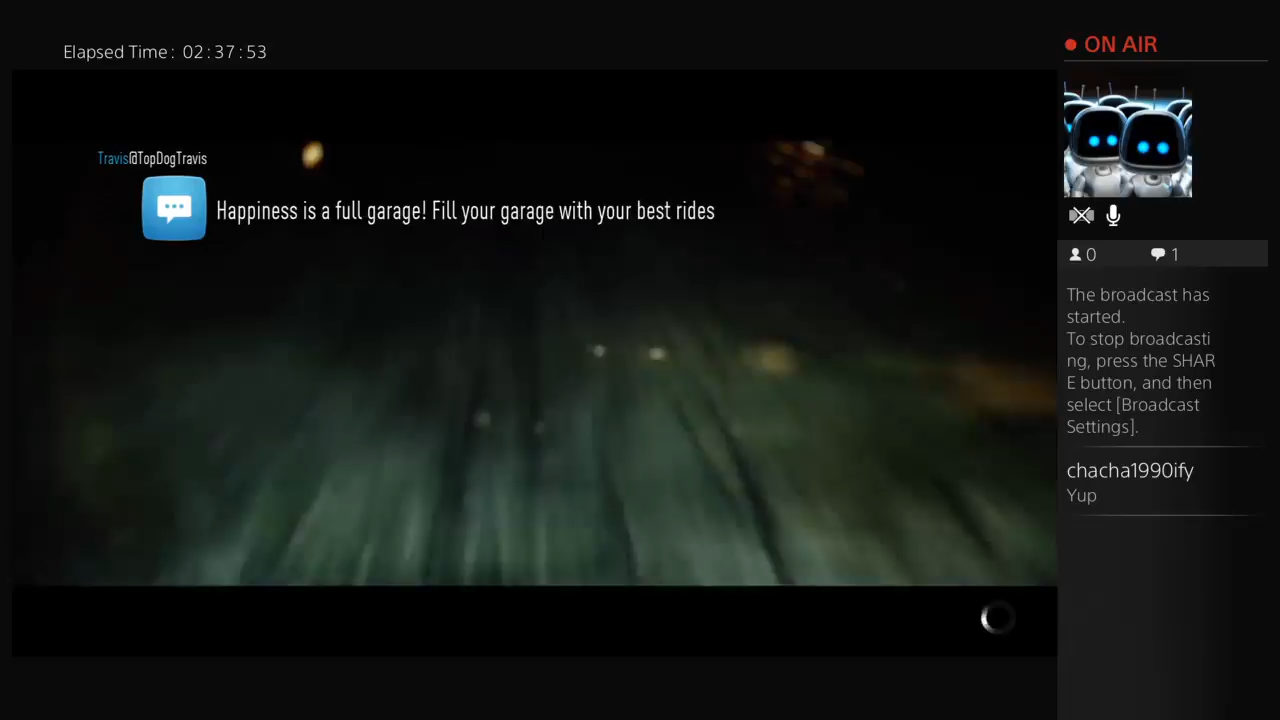 Elapsed Time: 02:37:53
ON AIR
Travis@TopDogTravis
Happiness is a full garage! Fill your garage with your best rides
0 1
The broadcast has
started.
To stop broadcasti
ng, press the SHAR
E button, and then
select [Broadcast
Settings].
chacha1990ify
Yup